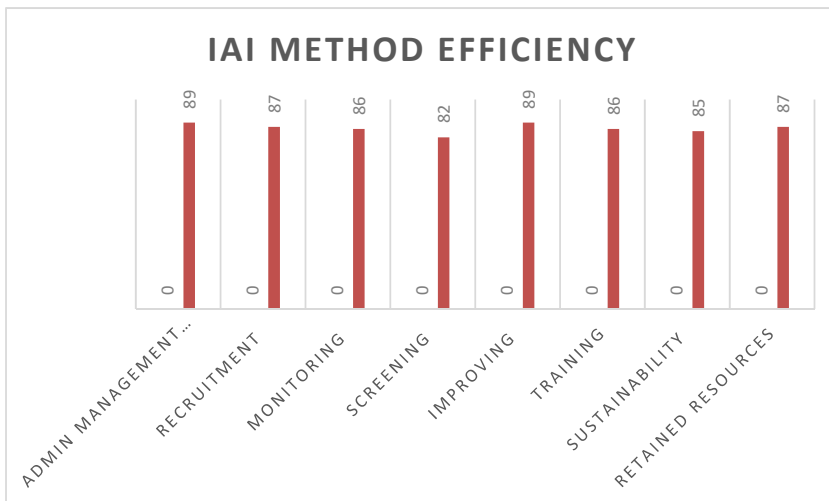 IAI METHOD EFFICIENCY
0 89 0 87 0 86 0 82 0 89 0 86 0 85 0 87
ADMIN MANAGEMENT…
RECRUITMENT
MONITORING
SCREENING
IMPROVING
TRAINING
SUSTAINABILITY
RETAINED RESOURCES